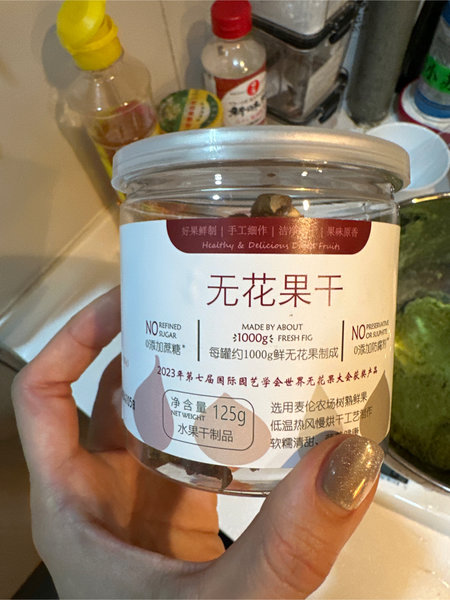 好果鲜制 | 手工细作 | 洁净 | 果味原香
Healthy & Delicious Dried Fruits
无花果干
NO REFINED SUGAR
0添加蔗糖*
MADE BY ABOUT
1000g FRESH FIG
每罐约1000g鲜无花果制成
NO PRESERVATIVE OR SULPHITE
0添加防腐剂*
2023年第七届国际园艺学会世界无花果大会获奖产品
净含量
NET WEIGHT
125g
水果干制品
选用麦伦农场树熟鲜果
低温热风慢烘干工艺细作
软糯清甜、